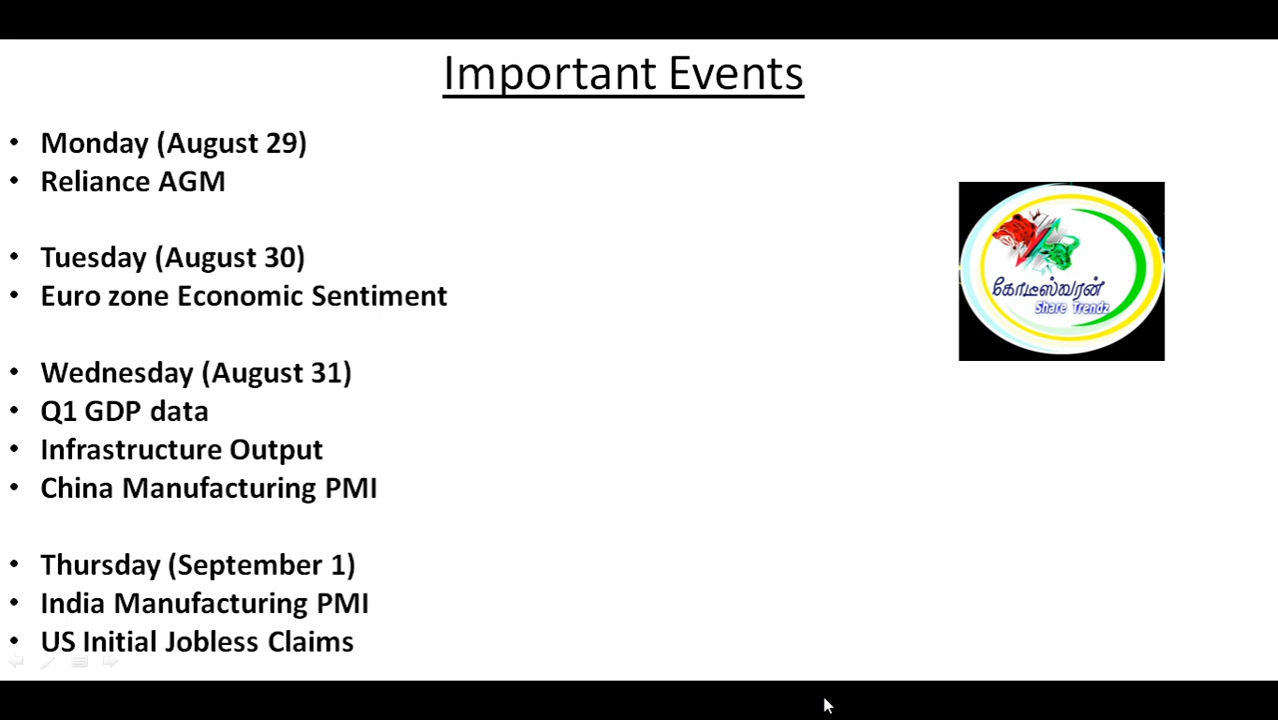 Important Events
• Monday (August 29)
• Reliance AGM
• Tuesday (August 30)
• Euro zone Economic Sentiment
• Wednesday (August 31)
• Q1 GDP data
• Infrastructure Output
• China Manufacturing PMI
• Thursday (September 1)
• India Manufacturing PMI
• US Initial Jobless Claims
கோடீஸ்வரன்
Share Trendz